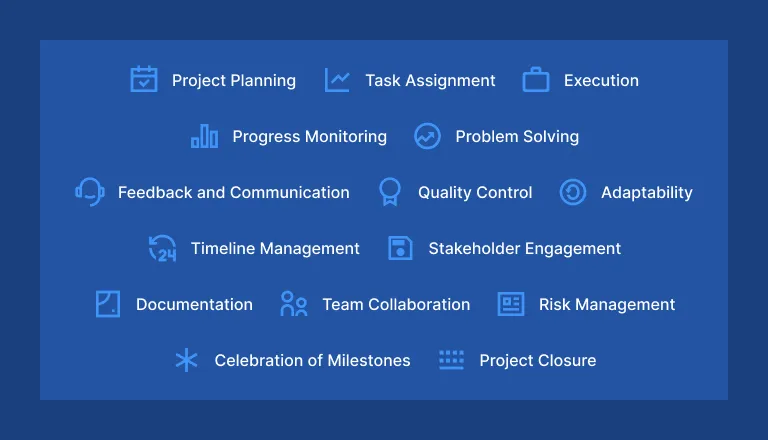 Project Planning Task Assignment Execution
Progress Monitoring Problem Solving
Feedback and Communication Quality Control Adaptability
24 Timeline Management Stakeholder Engagement
Documentation Team Collaboration Risk Management
Celebration of Milestones Project Closure